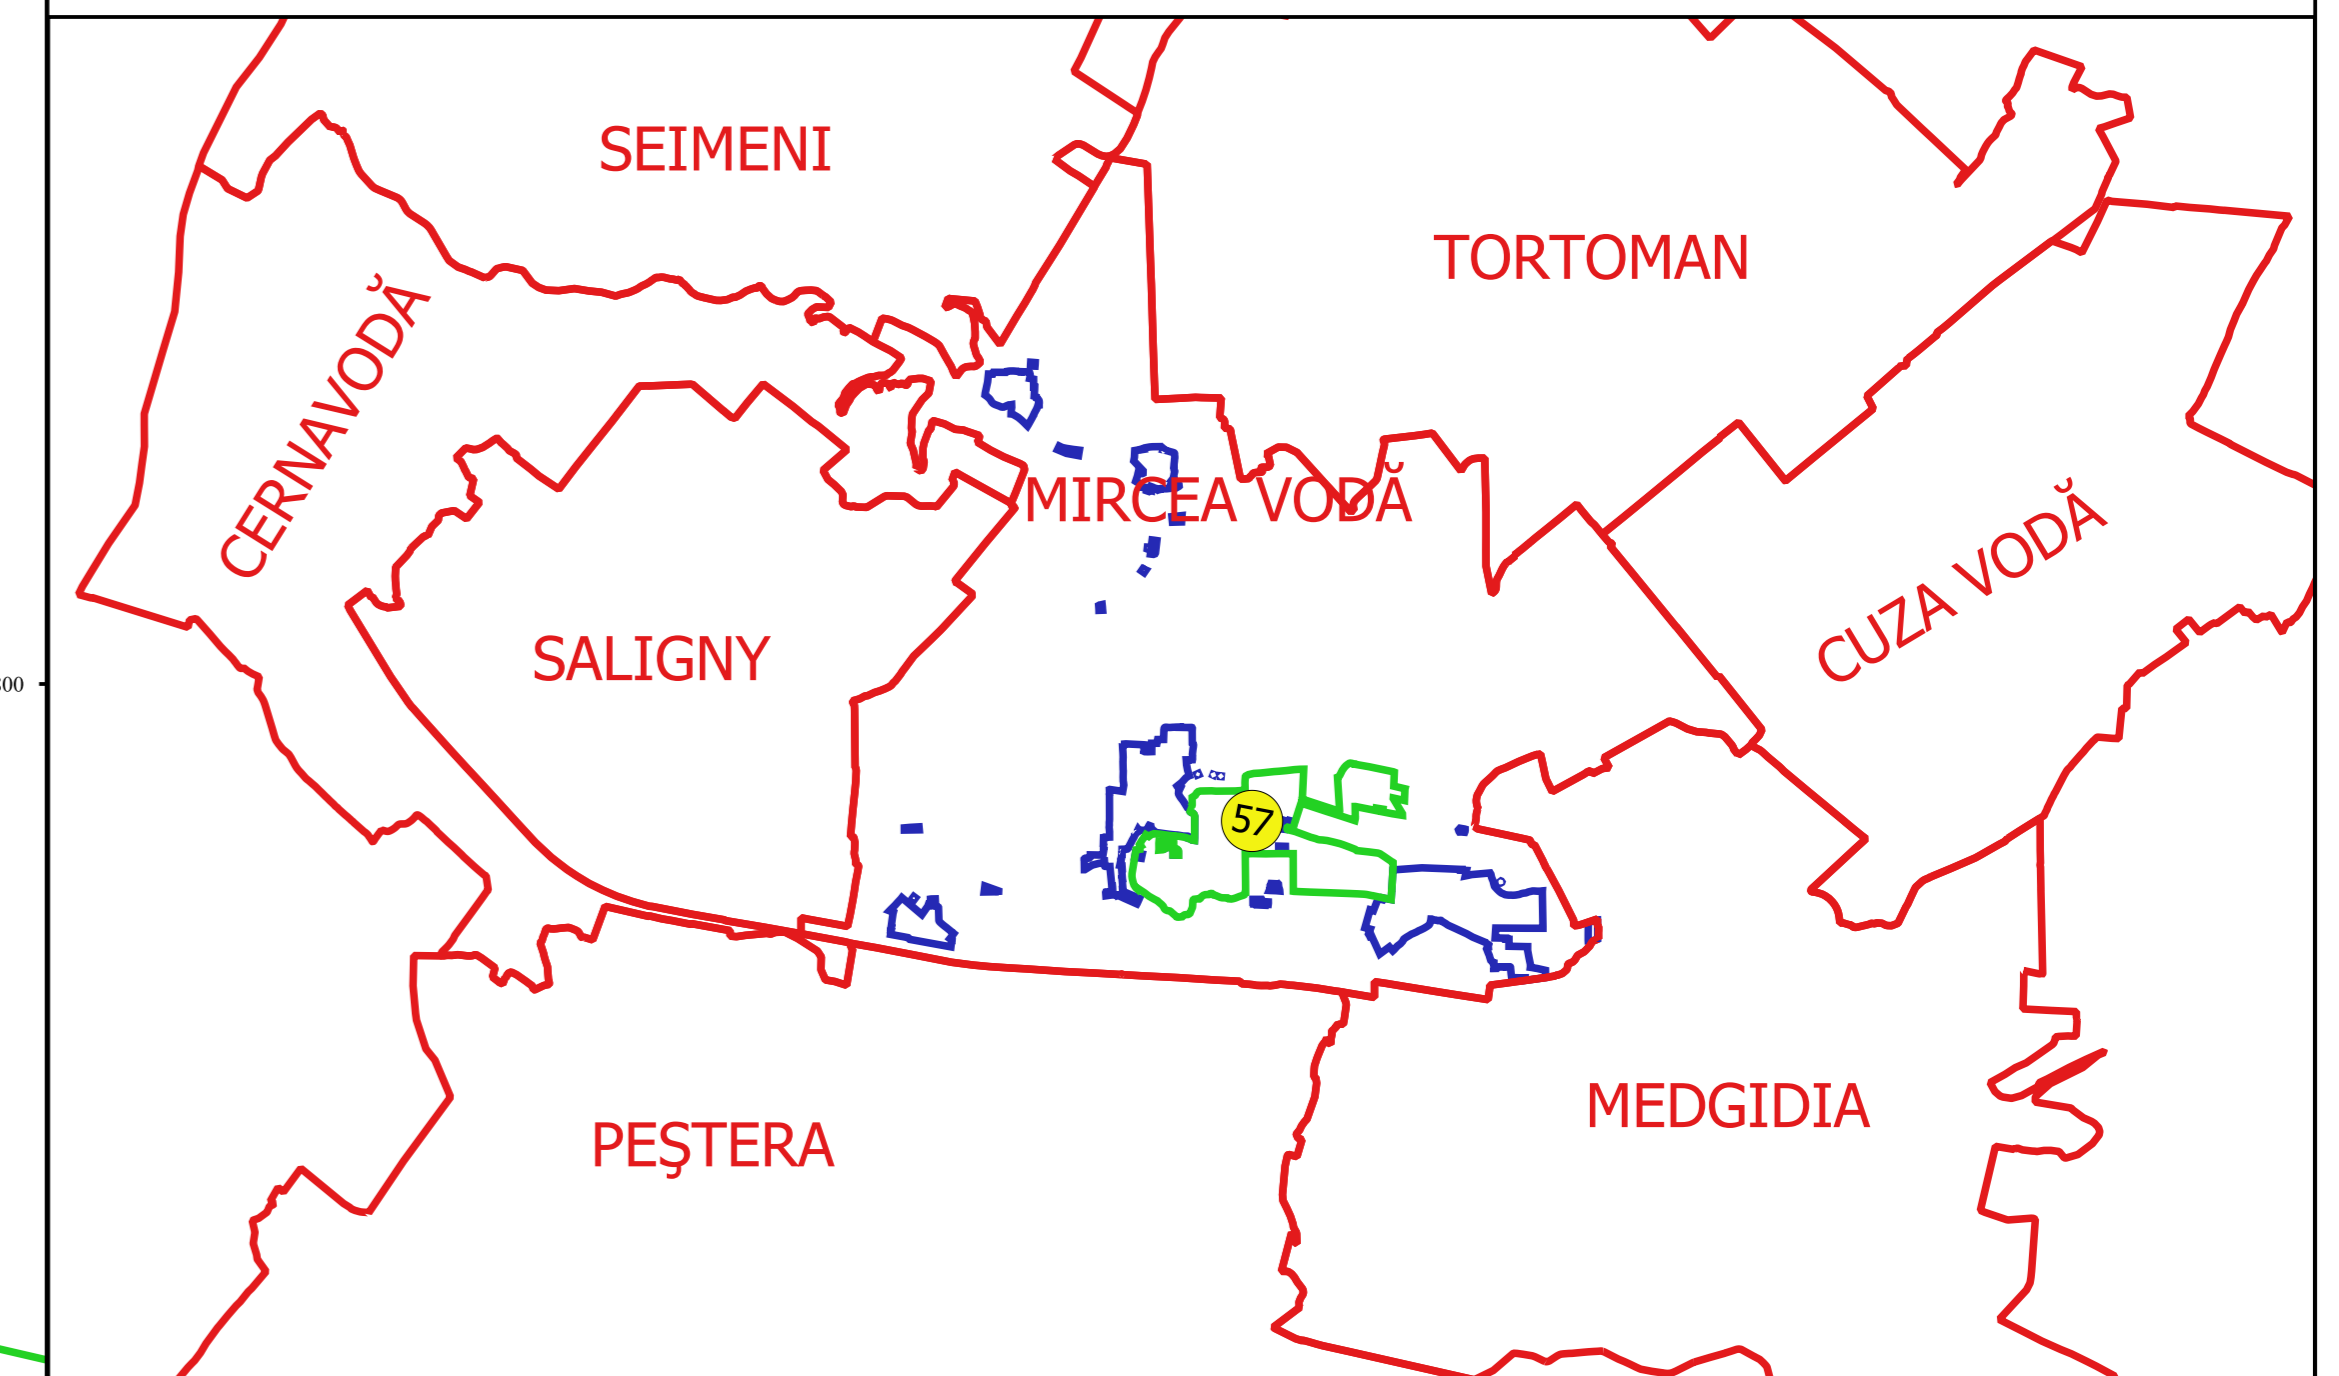 SEIMENI
TORTOMAN
CERNAVODĂ
MIRCEA VODĂ
CUZA VODĂ
SALIGNY
57
MEDGIDIA
PEŞTERA